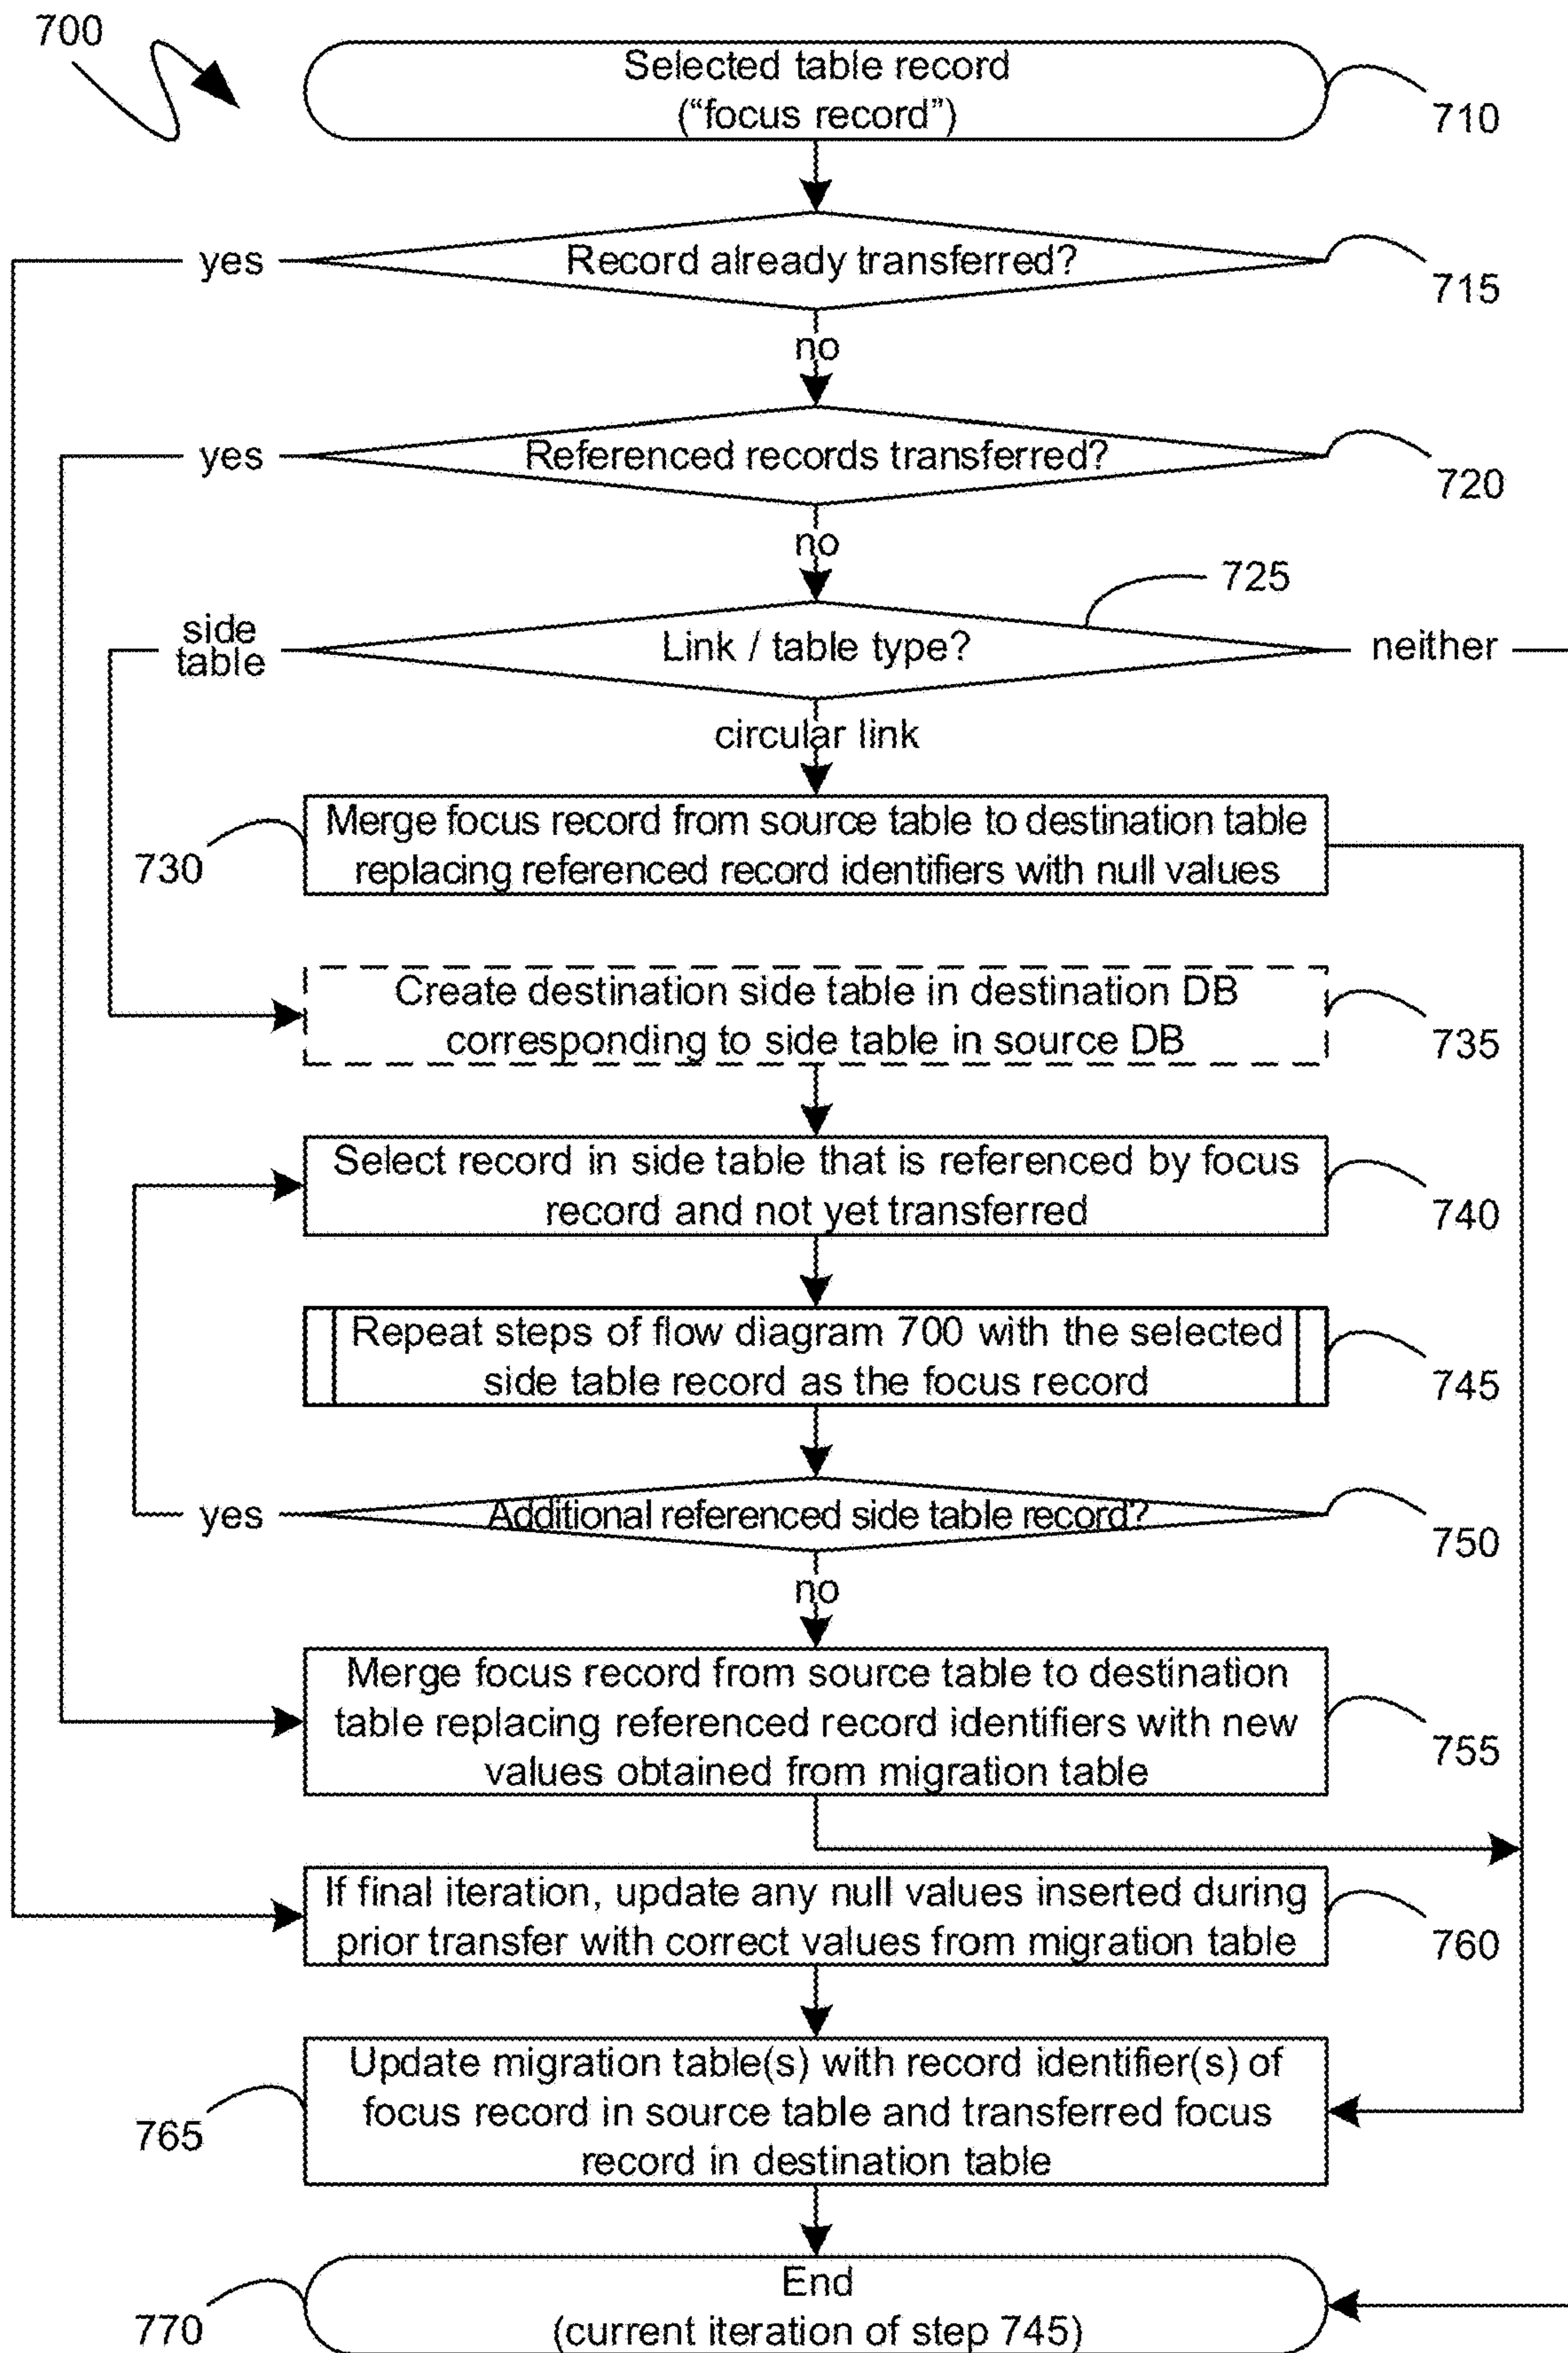 700
Selected table record
(“focus record”)
710
yes
Record already transferred?
715
no
yes
Referenced records transferred?
720
no
725
side
table
Link / table type?
neither
circular link
Merge focus record from source table to destination table
replacing referenced record identifiers with null values
730
Create destination side table in destination DB
corresponding to side table in source DB
735
Select record in side table that is referenced by focus
record and not yet transferred
740
Repeat steps of flow diagram 700 with the selected
side table record as the focus record
745
yes
Additional referenced side table record?
750
no
Merge focus record from source table to destination
table replacing referenced record identifiers with new
values obtained from migration table
755
If final iteration, update any null values inserted during
prior transfer with correct values from migration table
760
Update migration table(s) with record identifier(s) of
focus record in source table and transferred focus
record in destination table
765
End
(current iteration of step 745)
770